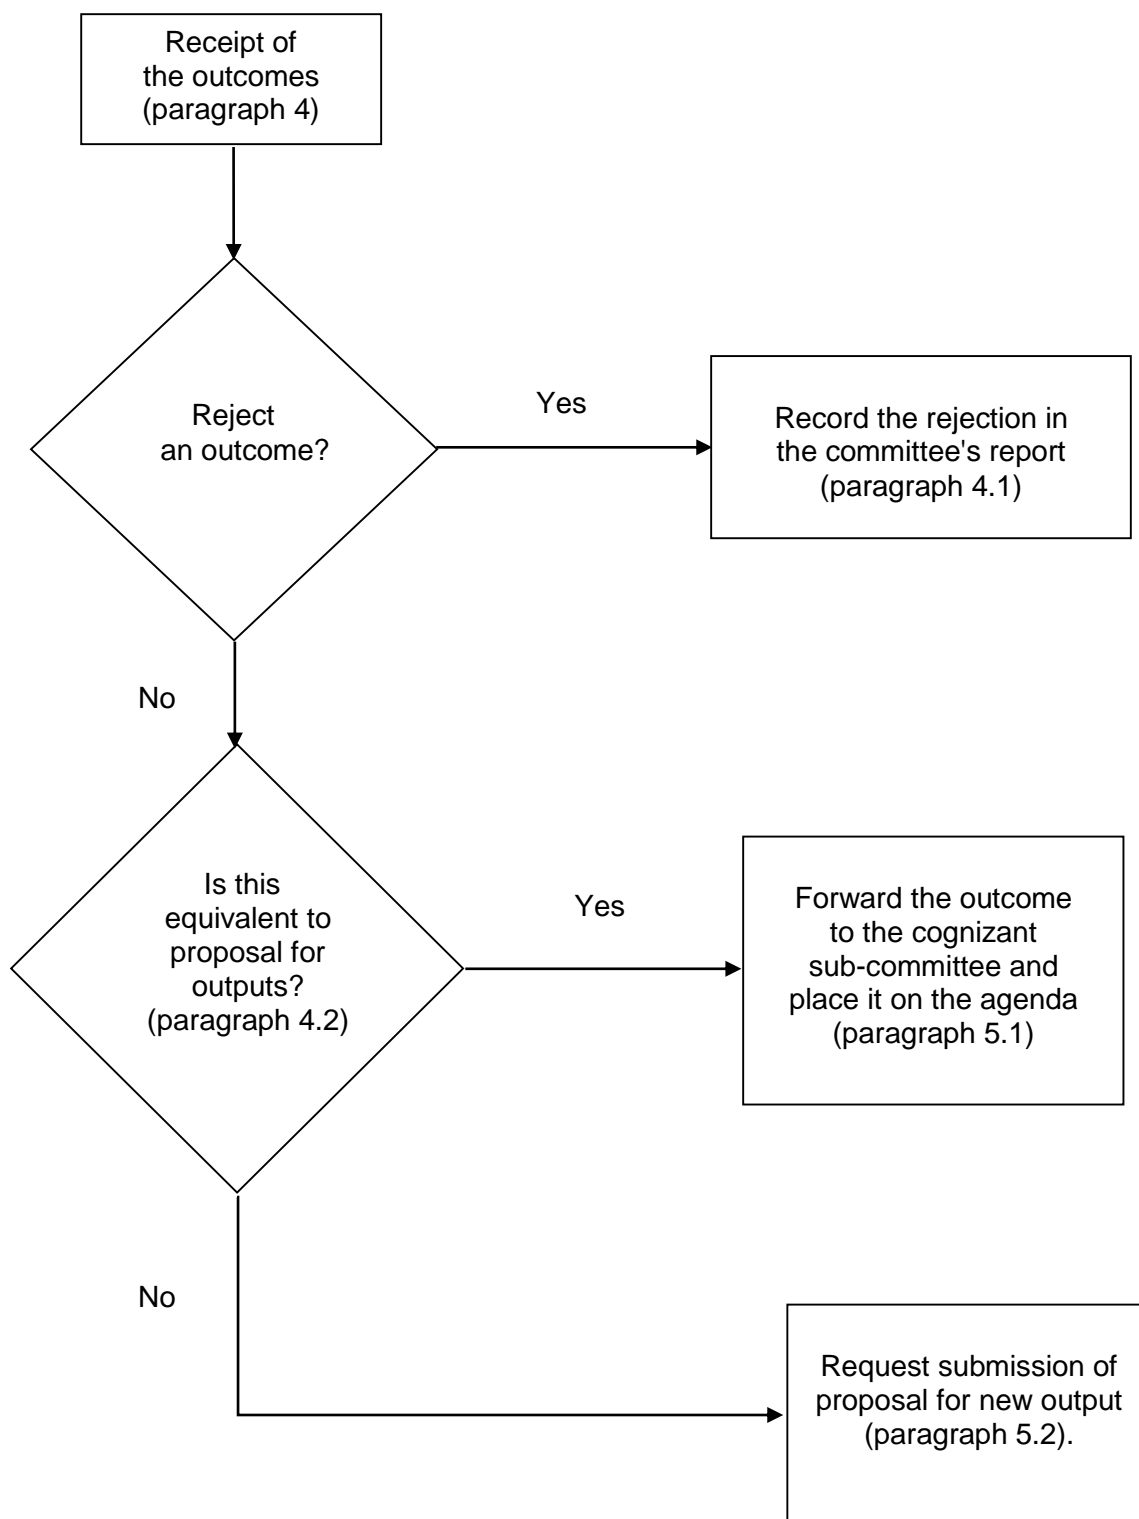 Receipt of
the outcomes
(paragraph 4)
Reject
an outcome?
Yes
Record the rejection in
the committee's report
(paragraph 4.1)
No
Is this
equivalent to
proposal for
outputs?
(paragraph 4.2)
Yes
Forward the outcome
to the cognizant
sub-committee and
place it on the agenda
(paragraph 5.1)
No
Request submission of
proposal for new output
(paragraph 5.2).